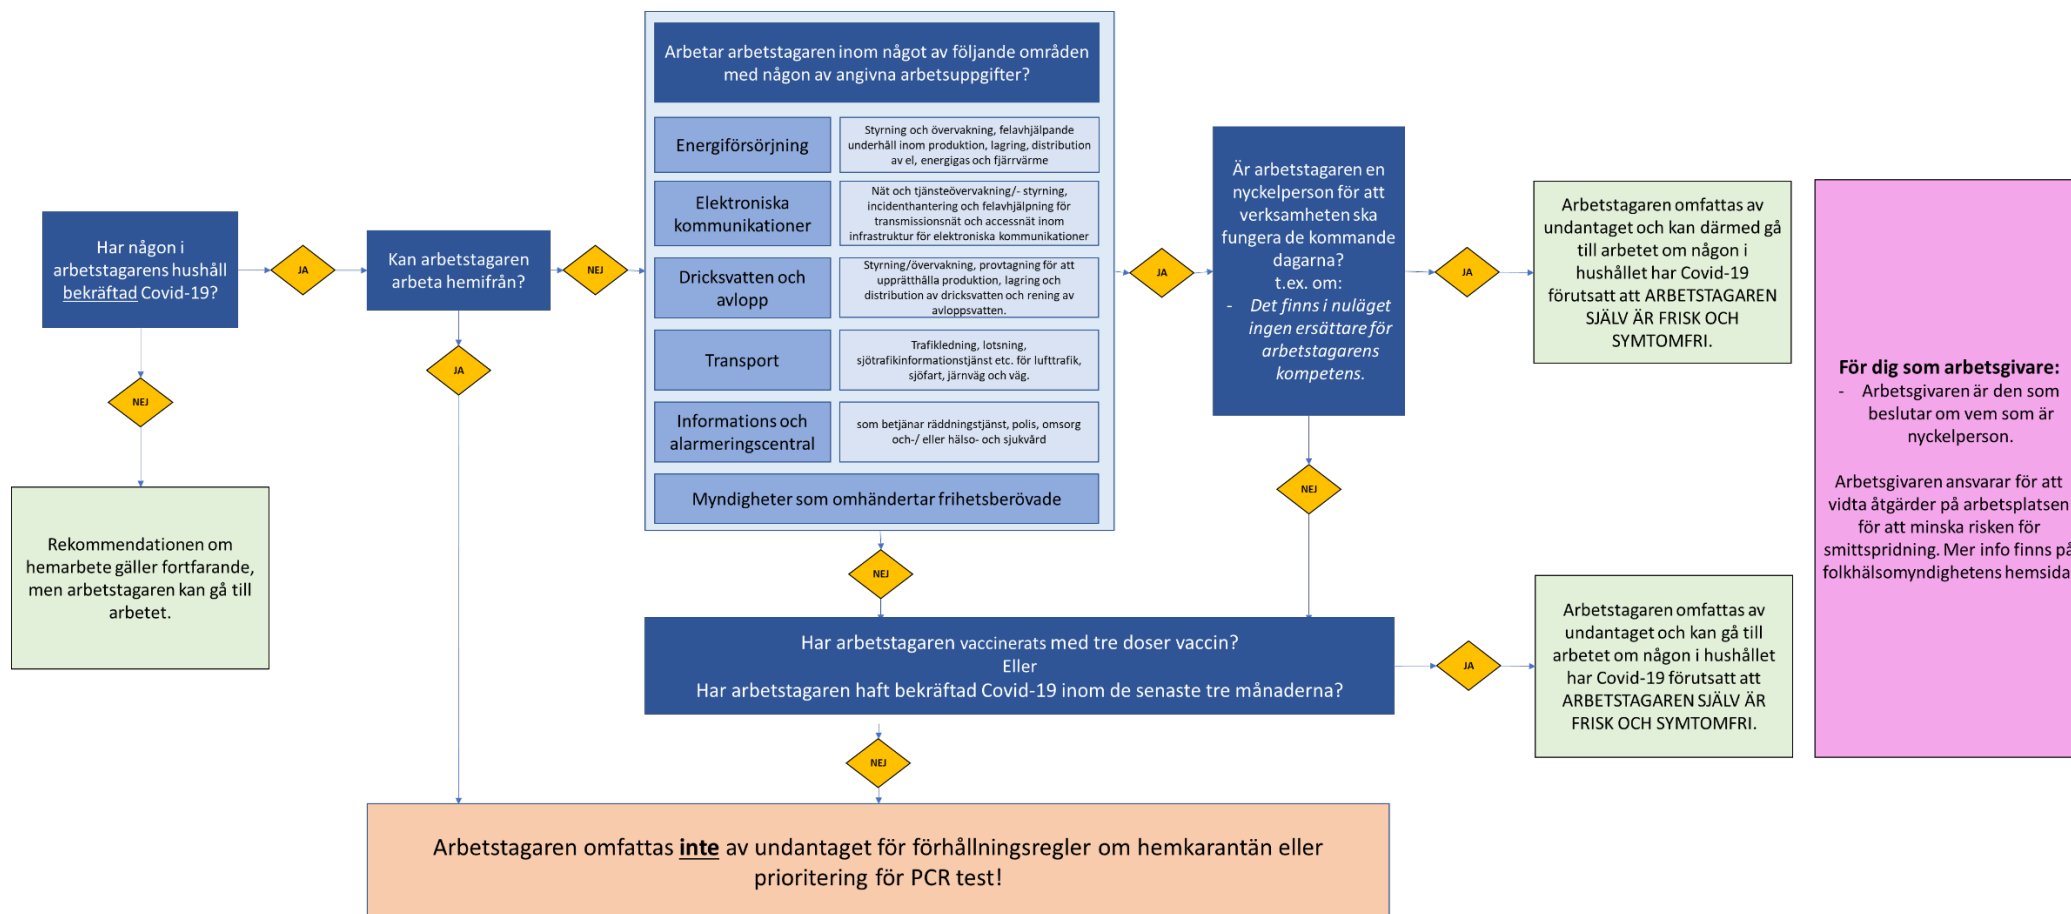 Har någon i
arbetstagarens hushåll
bekräftad Covid-19?
JA
NEJ
Rekommendationen om
hemarbete gäller fortfarande,
men arbetstagaren kan gå till
arbetet.
Kan arbetstagaren
arbeta hemifrån?
NEJ
JA
Arbetar arbetstagaren inom något av följande områden
med någon av angivna arbetsuppgifter?
Energiförsörjning
Styrning och övervakning, felavhjälpande
underhåll inom produktion, lagring, distribution
av el, energigas och fjärrvärme
Elektroniska
kommunikationer
Nät och tjänsteövervakning/- styrning,
incidenthantering och felavhjälpning för
transmissionsnät och accessnät inom
infrastruktur för elektroniska kommunikationer
Dricksvatten och
avlopp
Styrning/övervakning, provtagning för att
upprätthålla produktion, lagring och
distribution av dricksvatten och rening av
avloppsvatten.
Transport
Trafikledning, lotsning,
sjötrafikinformationstjänst etc. för lufttrafik,
sjöfart, järnväg och väg.
Informations och
alarmeringscentral
som betjänar räddningstjänst, polis, omsorg
och-/ eller hälso- och sjukvård
Myndigheter som omhändertar frihetsberövade
JA
NEJ
Är arbetstagaren en
nyckelperson för att
verksamheten ska
fungera de kommande
dagarna?
t.ex. om:
- Det finns i nuläget
ingen ersättare för
arbetstagarens
kompetens.
JA
NEJ
Arbetstagaren omfattas av
undantaget och kan därmed gå
till arbetet om någon i
hushållet har Covid-19
förutsatt att ARBETSTAGAREN
SJÄLV ÄR FRISK OCH
SYMTOMFRI.
Har arbetstagaren vaccinerats med tre doser vaccin?
Eller
Har arbetstagaren haft bekräftad Covid-19 inom de senaste tre månaderna?
JA
NEJ
Arbetstagaren omfattas av
undantaget och kan gå till
arbetet om någon i hushållet
har Covid-19 förutsatt att
ARBETSTAGAREN SJÄLV ÄR
FRISK OCH SYMTOMFRI.
Arbetstagaren omfattas inte av undantaget för förhållningsregler om hemkarantän eller
prioritering för PCR test!
För dig som arbetsgivare:
- Arbetsgivaren är den som
beslutar om vem som är
nyckelperson.
Arbetsgivaren ansvarar för att
vidta åtgärder på arbetsplatsen
för att minska risken för
smittspridning. Mer info finns på
folkhälsomyndighetens hemsida